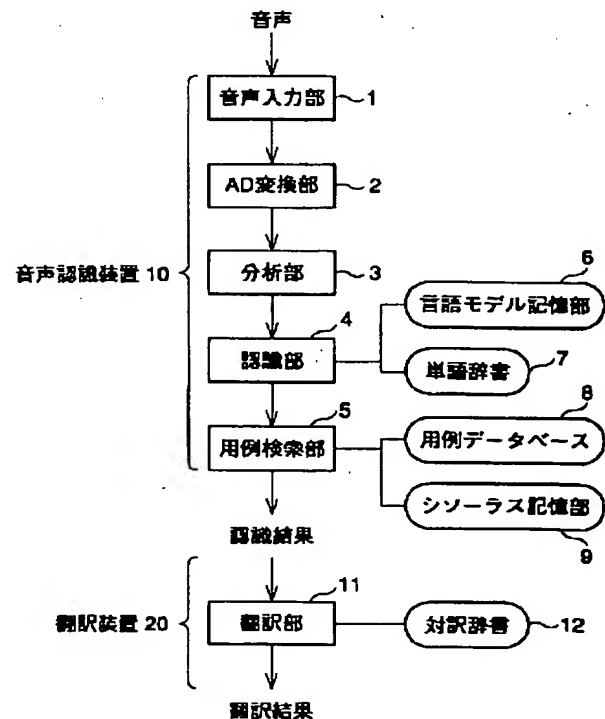 音声
音声入力部
1
AD変換部
2
音声認識装置 10
分析部
3
4
認識部
6
言語モデル記憶部
7
単語辞書
5
用例検索部
8
用例データベース
シソーラス記憶部
9
認識結果
翻訳装置 20
11
翻訳部
対訳辞書
12
翻訳結果